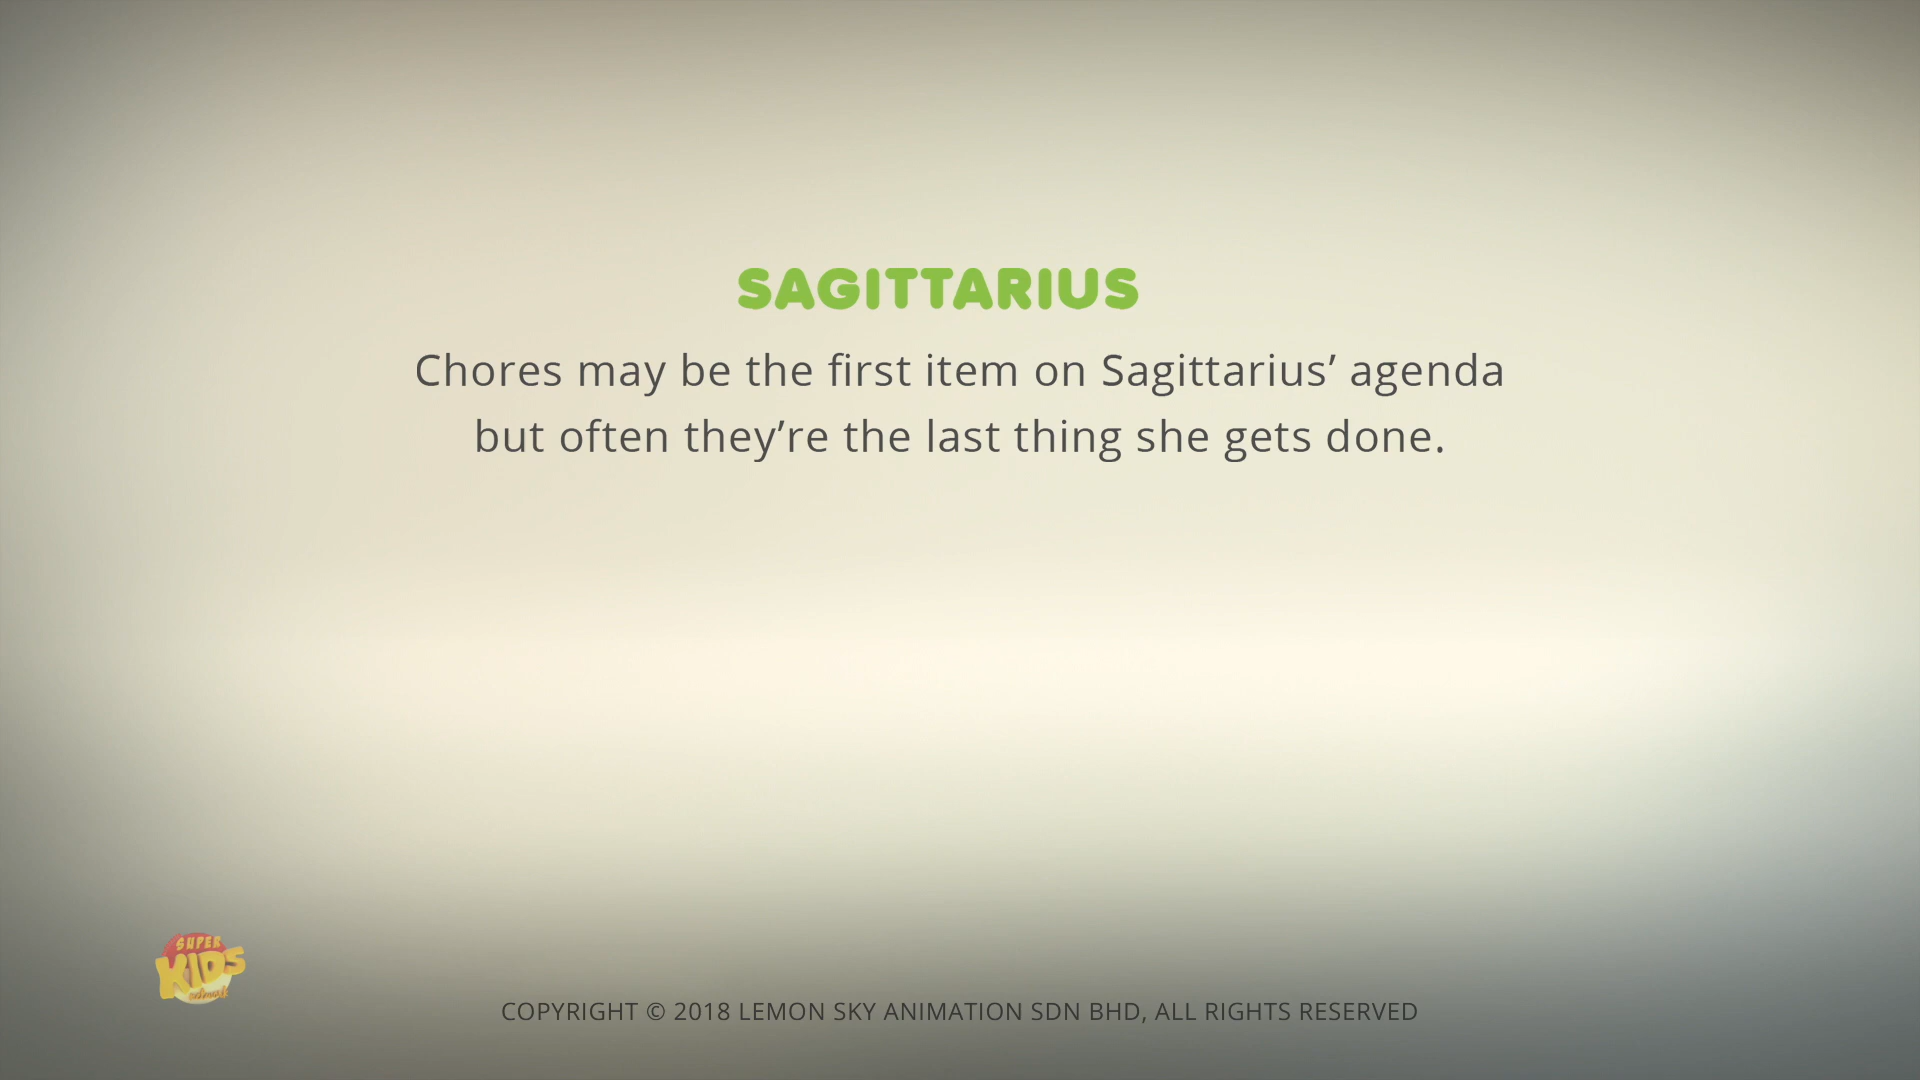 SAGITTARIUS
Chores may be the first item on Sagittarius’ agenda
but often they’re the last thing she gets done.
SUPER
KIDS
COPYRIGHT © 2018 LEMON SKY ANIMATION SDN BHD, ALL RIGHTS RESERVED